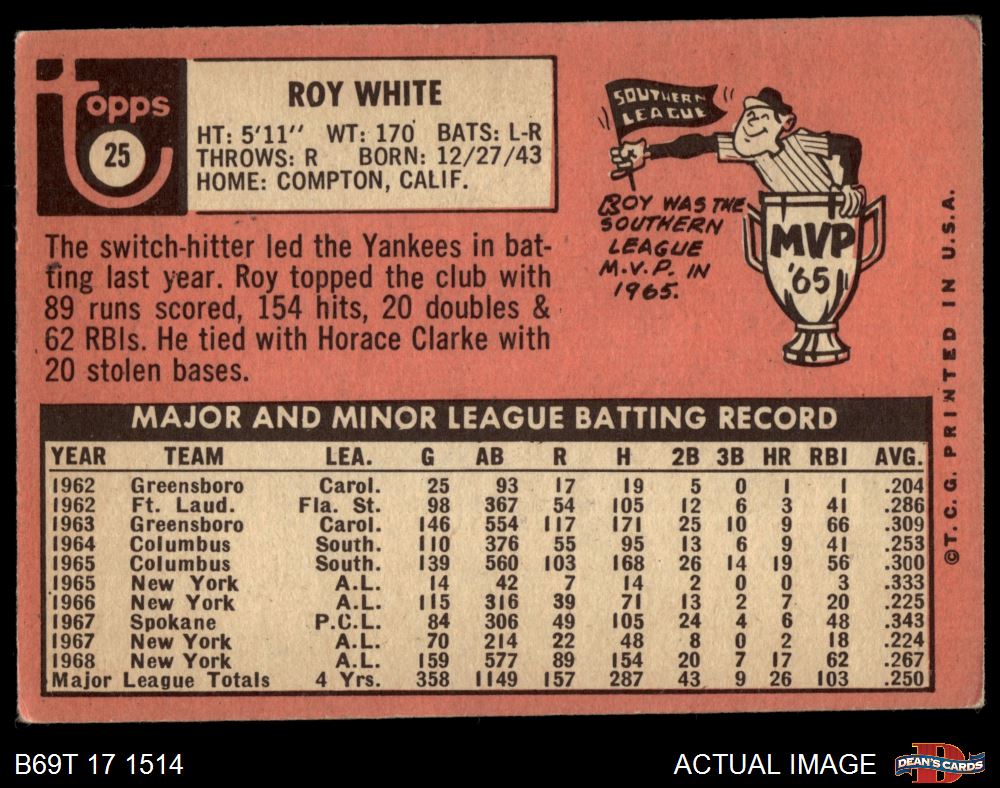 Topps
25
ROY WHITE
HT: 5'11" WT: 170 BATS: L-R
THROWS: R BORN: 12/27/43
HOME: COMPTON, CALIF.
The switch-hitter led the Yankees in bat-
ting last year. Roy topped the club with
89 runs scored, 154 hits, 20 doubles &
62 RBIs. He tied with Horace Clarke with
20 stolen bases.
SOUTHERN
LEAGUE
ROY WAS THE
SOUTHERN
LEAGUE
M.V.P. IN
1965.
MVP
'65
MAJOR AND MINOR LEAGUE BATTING RECORD
YEAR TEAM LEA. G AB R H 2B 3B HR RBI AVG.
1962 Greensboro Carol. 25 93 17 19 5 0 1 1 .204
1962 Ft. Laud. Fla. St. 98 367 54 105 12 6 3 41 .286
1963 Greensboro Carol. 146 554 117 171 25 10 9 66 .309
1964 Columbus South. 110 376 55 95 13 6 9 41 .253
1965 Columbus South. 139 560 103 168 26 14 19 56 .300
1965 New York A.L. 14 42 7 14 2 0 0 3 .333
1966 New York A.L. 115 316 39 71 13 2 7 20 .225
1967 Spokane P.C.L. 84 306 49 105 24 4 6 48 .343
1967 New York A.L. 70 214 22 48 8 0 2 18 .224
1968 New York A.L. 159 577 89 154 20 7 17 62 .267
Major League Totals 4 Yrs. 358 1149 157 287 43 9 26 103 .250
©T.C.G. PRINTED IN U.S.A.
B69T 17 1514
ACTUAL IMAGE
DEAN'S CARDS